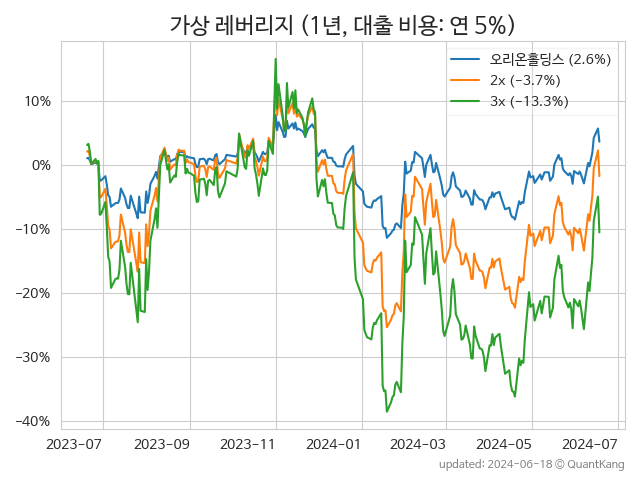 가상 레버리지 (1년, 대출 비용: 연 5%)
오리온홀딩스 (2.6%)
2x (−3.7%)
3x (−13.3%)
10%
0%
−10%
−20%
−30%
−40%
2023-07 2023-09 2023-11 2024-01 2024-03 2024-05 2024-07
updated: 2024-06-18 © QuantKang